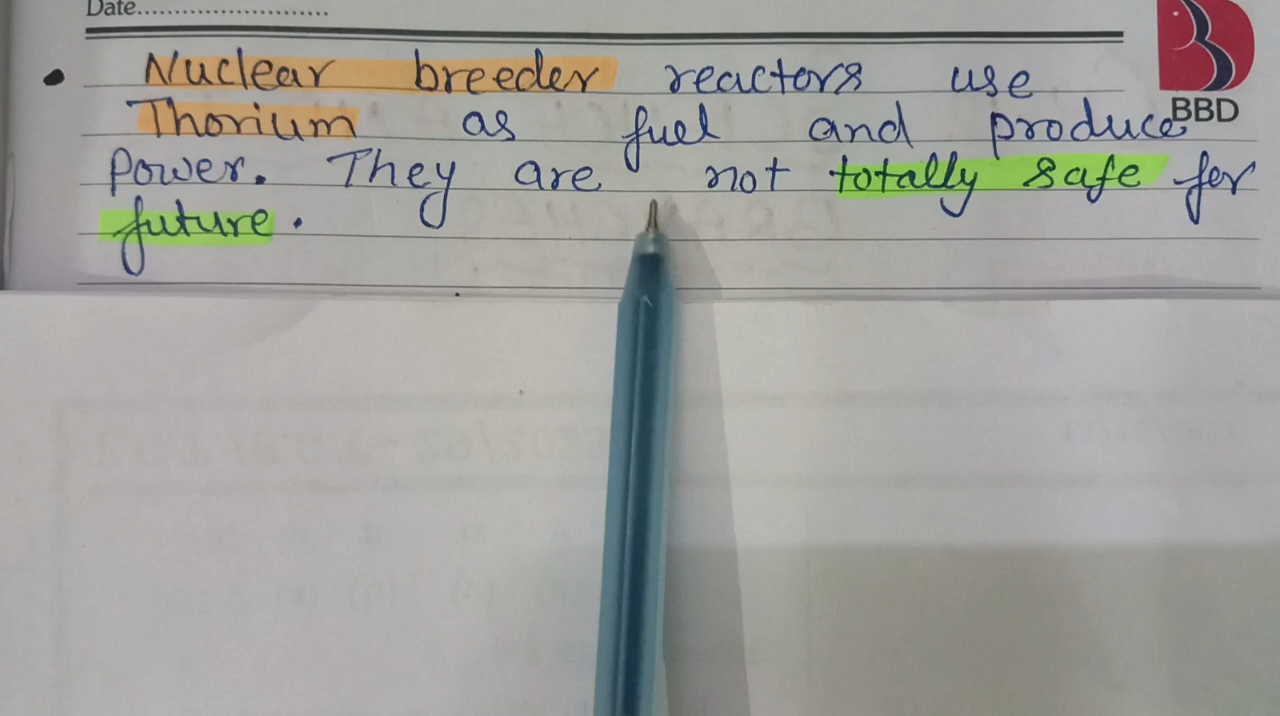 Date............................
• Nuclear breeder reactors use
Thorium as fuel and produce
Power. They are not totally safe for
future.
BBD